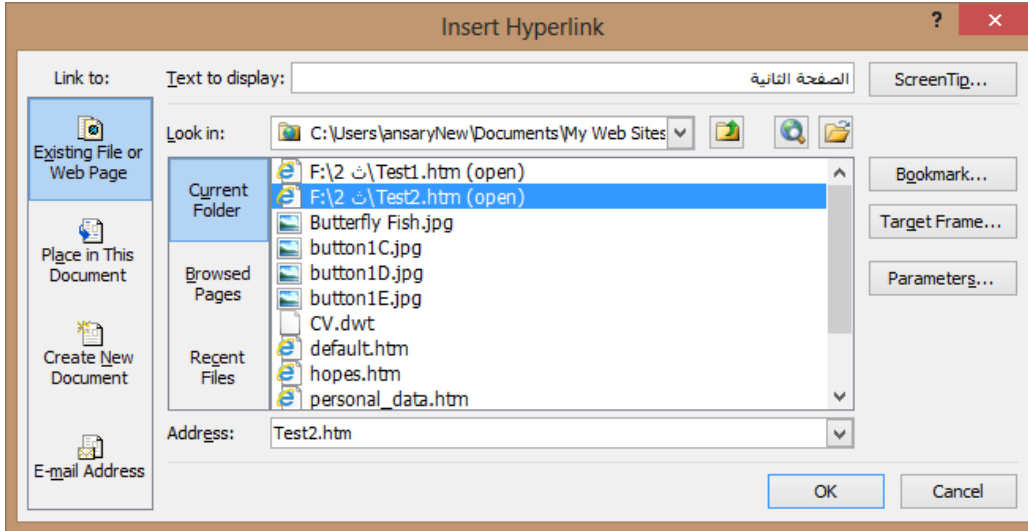 Insert Hyperlink
? ×
Link to:
Text to display: الصفحة الثانية
ScreenTip...
Existing File or Web Page
Look in: C:\Users\ansaryNew\Documents\My Web Sites
Current Folder
F:\2 ث\Test1.htm (open)
F:\2 ث\Test2.htm (open)
Butterfly Fish.jpg
button1C.jpg
button1D.jpg
button1E.jpg
CV.dwt
default.htm
hopes.htm
personal_data.htm
Bookmark...
Target Frame...
Parameters...
Place in This Document
Browsed Pages
Create New Document
Recent Files
Address: Test2.htm
E-mail Address
OK
Cancel